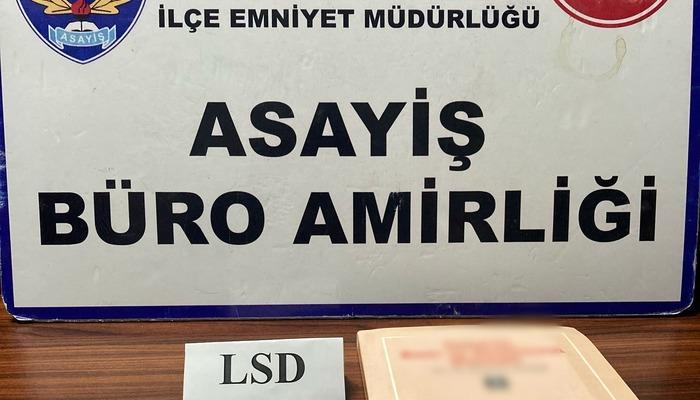 İLÇE EMNİYET MÜDÜRLÜĞÜ
ASAYİŞ
ASAYİŞ
BÜRO AMİRLİĞİ
LSD